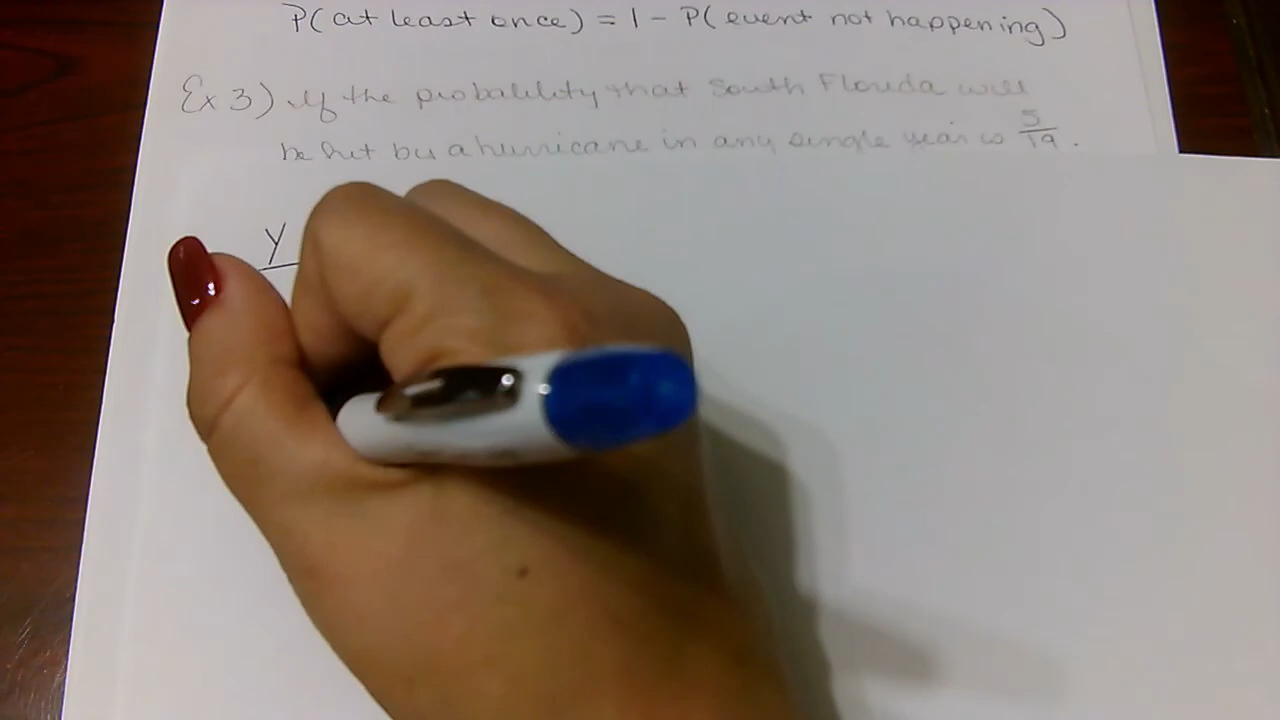 P(at least once) = 1 - P(event not happening)
Ex 3) If the probability that South Florida will
be hit by a hurricane in any single year is 5/19.
Y